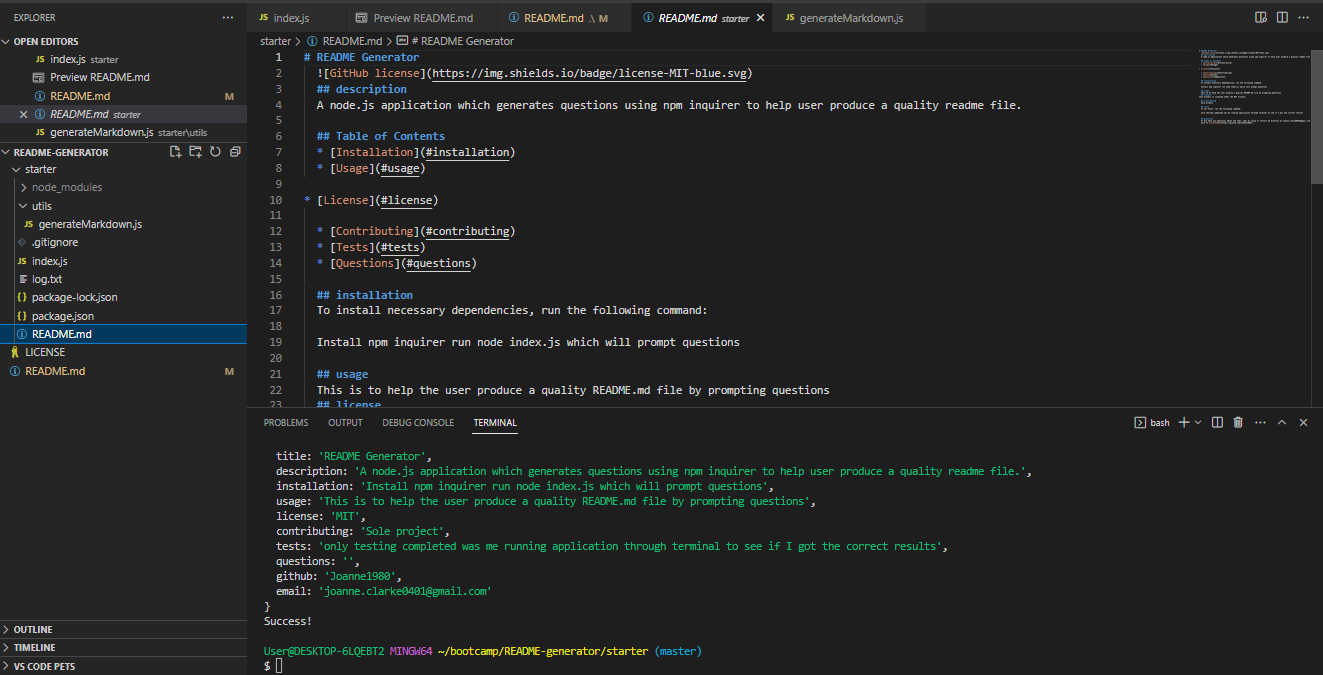 EXPLORER ···
JS index.js
Preview README.md
README.md .\ M
README.md starter
JS generateMarkdown.js
OPEN EDITORS
JS index.js starter
Preview README.md
README.md M
README.md starter
JS generateMarkdown.js starter\utils
README-GENERATOR
starter
node_modules
utils
JS generateMarkdown.js
.gitignore
JS index.js
log.txt
{} package-lock.json
{} package.json
README.md
LICENSE
README.md M
OUTLINE
TIMELINE
VS CODE PETS
starter > README.md > # README Generator
1 # README Generator
2 ![GitHub license](https://img.shields.io/badge/license-MIT-blue.svg)
3 ## description
4 A node.js application which generates questions using npm inquirer to help user produce a quality readme file.
5
6 ## Table of Contents
7 * [Installation](#installation)
8 * [Usage](#usage)
9
10 * [License](#license)
11
12 * [Contributing](#contributing)
13 * [Tests](#tests)
14 * [Questions](#questions)
15
16 ## installation
17 To install necessary dependencies, run the following command:
18
19 Install npm inquirer run node index.js which will prompt questions
20
21 ## usage
22 This is to help the user produce a quality README.md file by prompting questions
23 ## license
PROBLEMS OUTPUT DEBUG CONSOLE TERMINAL
bash
title: 'README Generator',
description: 'A node.js application which generates questions using npm inquirer to help user produce a quality readme file.',
installation: 'Install npm inquirer run node index.js which will prompt questions',
usage: 'This is to help the user produce a quality README.md file by prompting questions',
license: 'MIT',
contributing: 'Sole project',
tests: 'only testing completed was me running application through terminal to see if I got the correct results',
questions: '',
github: 'Joanne1980',
email: 'joanne.clarke0401@gmail.com'
}
Success!
User@DESKTOP-6LQEBT2 MINGW64 ~/bootcamp/README-generator/starter (master)
$